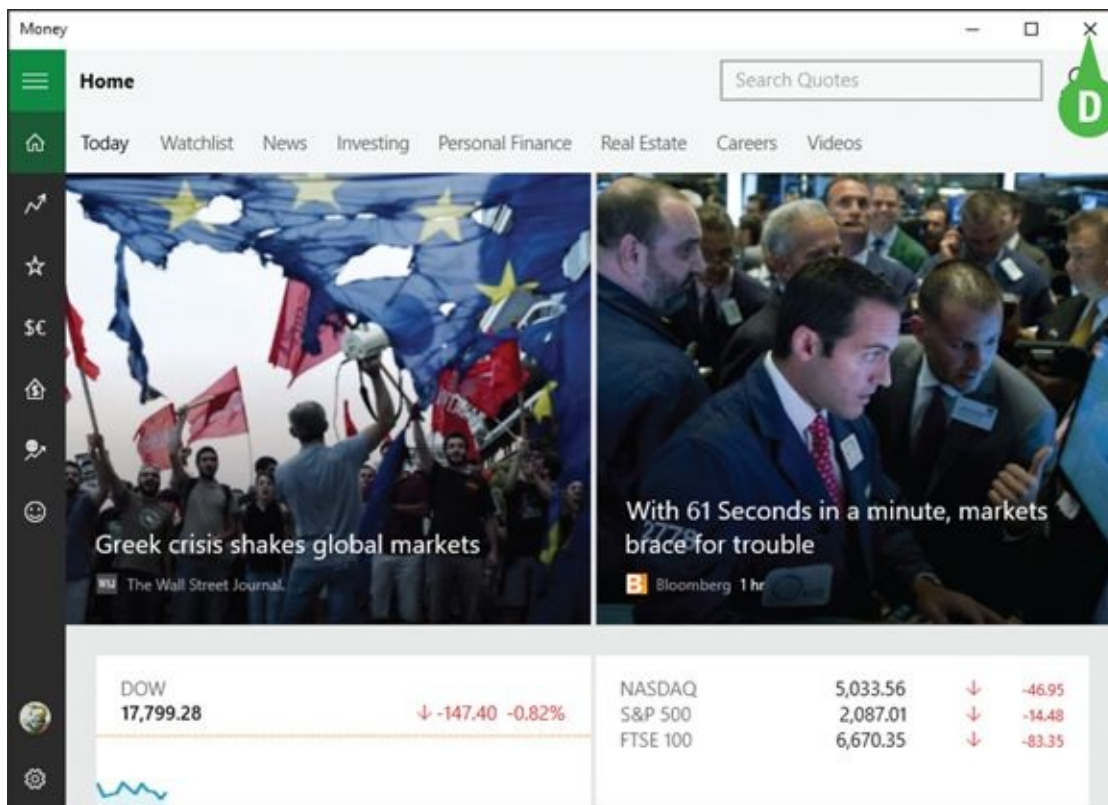 Money
D
Home
Search Quotes
Today Watchlist News Investing Personal Finance Real Estate Careers Videos
$€
Greek crisis shakes global markets
WSJ The Wall Street Journal.
With 61 Seconds in a minute, markets
brace for trouble
B Bloomberg 1 hr
DOW
17,799.28 ↓ -147.40 -0.82%
NASDAQ 5,033.56 ↓ -46.95
S&P 500 2,087.01 ↓ -14.48
FTSE 100 6,670.35 ↓ -83.35